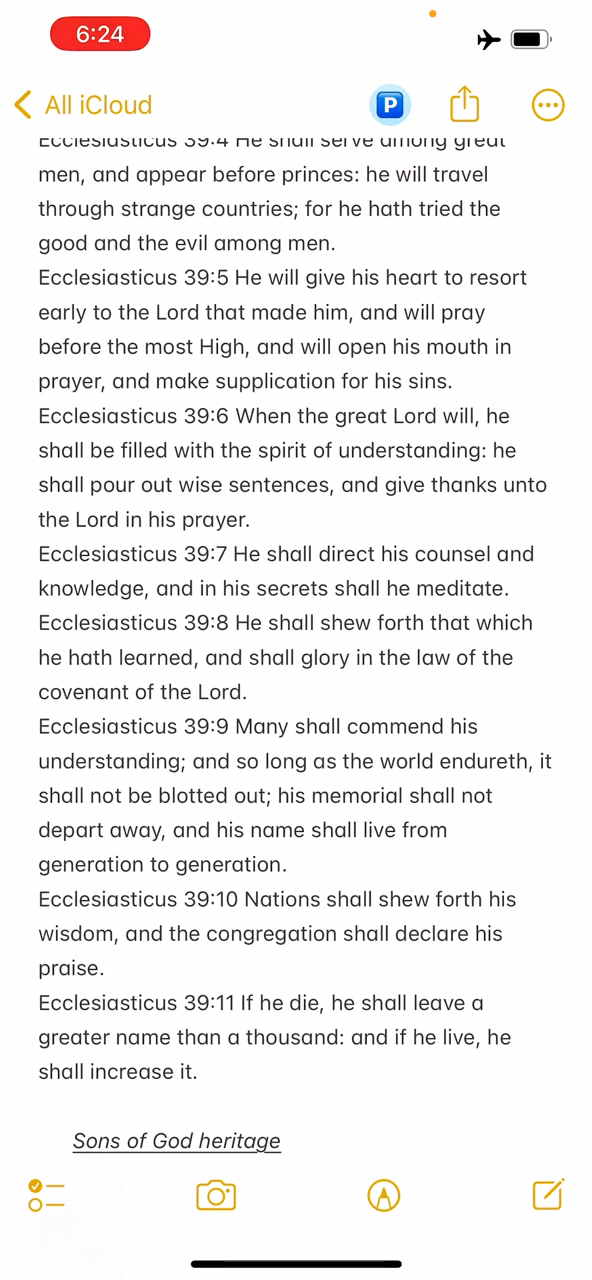 6:24
All iCloud
P
Ecclesiasticus 39:4 He shall serve among great
men, and appear before princes: he will travel
through strange countries; for he hath tried the
good and the evil among men.
Ecclesiasticus 39:5 He will give his heart to resort
early to the Lord that made him, and will pray
before the most High, and will open his mouth in
prayer, and make supplication for his sins.
Ecclesiasticus 39:6 When the great Lord will, he
shall be filled with the spirit of understanding: he
shall pour out wise sentences, and give thanks unto
the Lord in his prayer.
Ecclesiasticus 39:7 He shall direct his counsel and
knowledge, and in his secrets shall he meditate.
Ecclesiasticus 39:8 He shall shew forth that which
he hath learned, and shall glory in the law of the
covenant of the Lord.
Ecclesiasticus 39:9 Many shall commend his
understanding; and so long as the world endureth, it
shall not be blotted out; his memorial shall not
depart away, and his name shall live from
generation to generation.
Ecclesiasticus 39:10 Nations shall shew forth his
wisdom, and the congregation shall declare his
praise.
Ecclesiasticus 39:11 If he die, he shall leave a
greater name than a thousand: and if he live, he
shall increase it.
Sons of God heritage